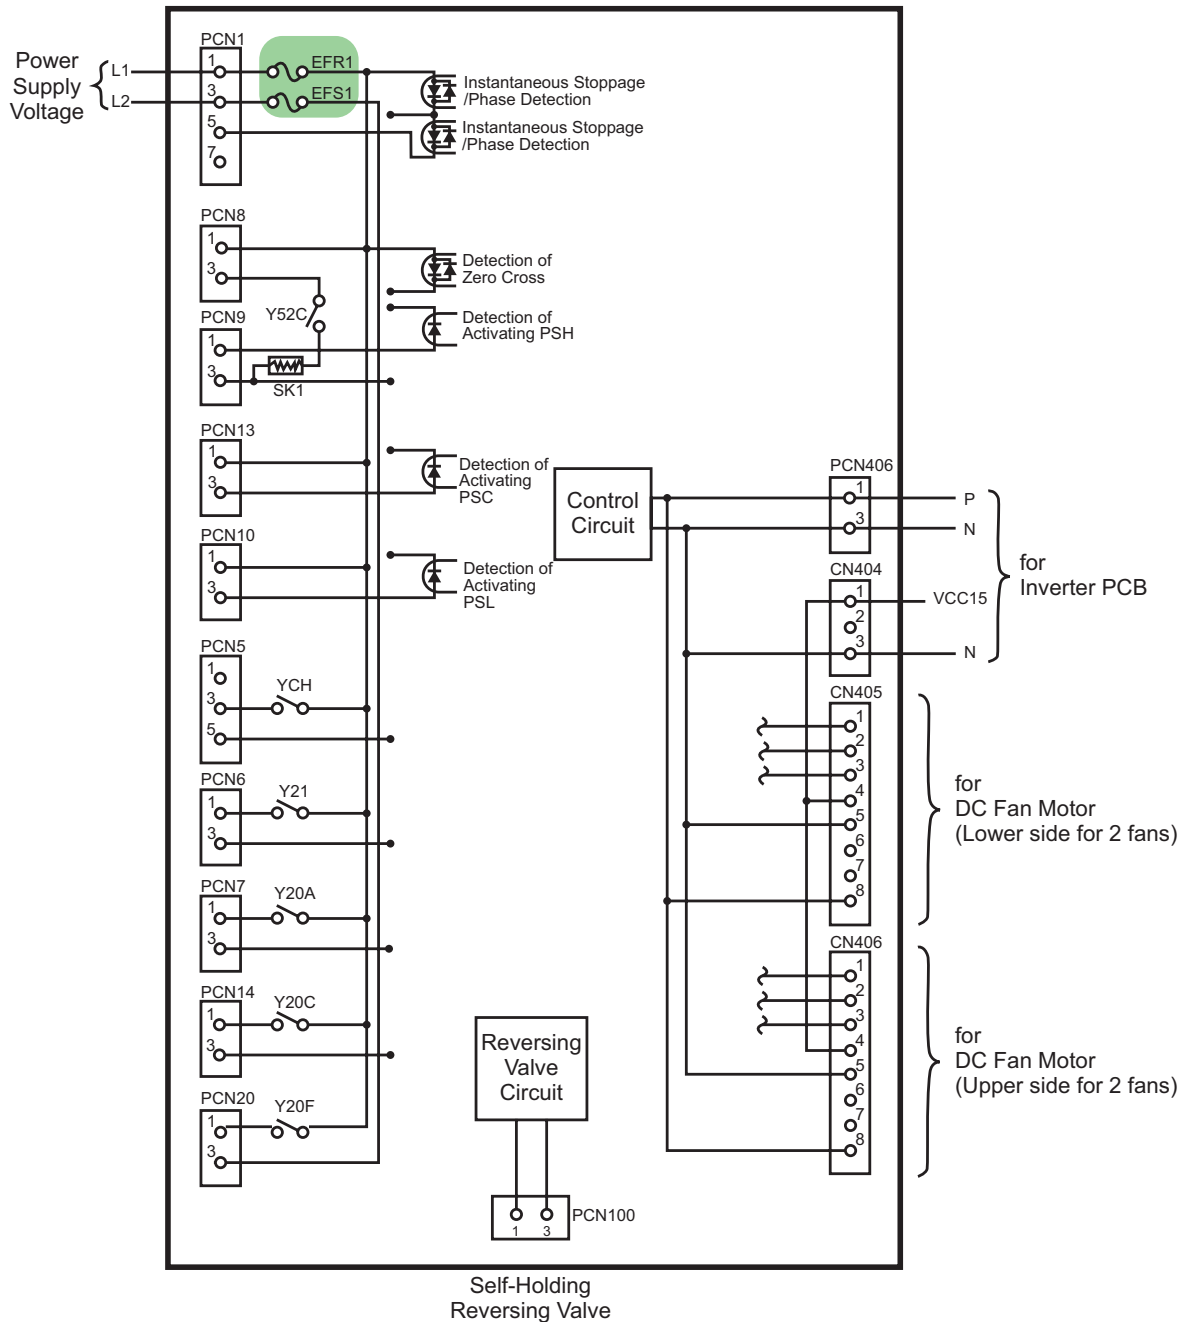 Power
Supply
Voltage
L1
L2
PCN1
1
3
5
7
EFR1
EFS1
Instantaneous Stoppage
/Phase Detection
Instantaneous Stoppage
/Phase Detection
PCN8
1
3
Detection of
Zero Cross
Y52C
PCN9
1
3
SK1
Detection of
Activating PSH
PCN13
1
3
Detection of
Activating
PSC
PCN10
1
3
Detection of
Activating
PSL
PCN5
1
3
5
YCH
PCN6
1
3
Y21
PCN7
1
3
Y20A
PCN14
1
3
Y20C
PCN20
1
3
Y20F
Control
Circuit
Reversing
Valve
Circuit
1
3
PCN100
PCN406
1
3
P
N
CN404
1
2
3
VCC15
N
for
Inverter PCB
CN405
1
2
3
4
5
6
7
8
for
DC Fan Motor
(Lower side for 2 fans)
CN406
1
2
3
4
5
6
7
8
for
DC Fan Motor
(Upper side for 2 fans)
Self-Holding
Reversing Valve